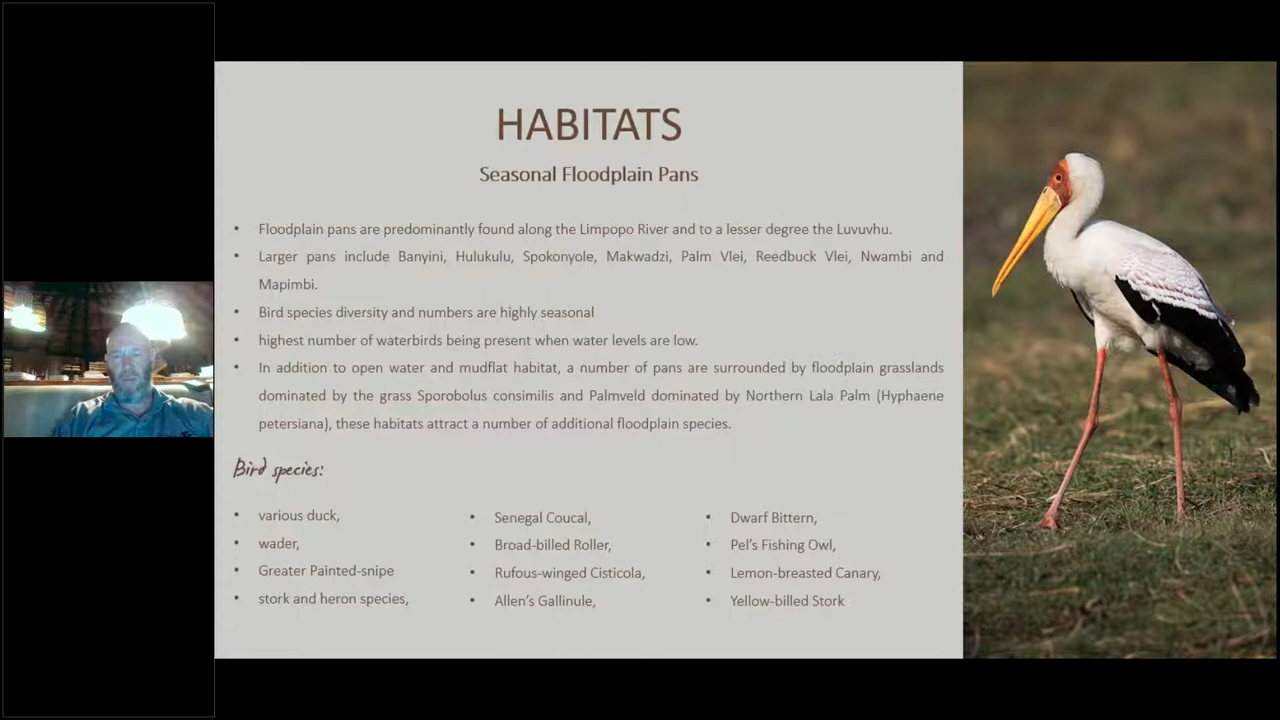 HABITATS
Seasonal Floodplain Pans
• Floodplain pans are predominantly found along the Limpopo River and to a lesser degree the Luvuvhu.
• Larger pans include Banyini, Hulukulu, Spokonyole, Makwadzi, Palm Vlei, Reedbuck Vlei, Nwambi and
Mapimbi.
• Bird species diversity and numbers are highly seasonal
• highest number of waterbirds being present when water levels are low.
• In addition to open water and mudflat habitat, a number of pans are surrounded by floodplain grasslands
dominated by the grass Sporobolus consimilis and Palmveld dominated by Northern Lala Palm (Hyphaene
petersiana), these habitats attract a number of additional floodplain species.
Bird species:
• various duck,
• wader,
• Greater Painted-snipe
• stork and heron species,
• Senegal Coucal,
• Broad-billed Roller,
• Rufous-winged Cisticola,
• Allen's Gallinule,
• Dwarf Bittern,
• Pel's Fishing Owl,
• Lemon-breasted Canary,
• Yellow-billed Stork